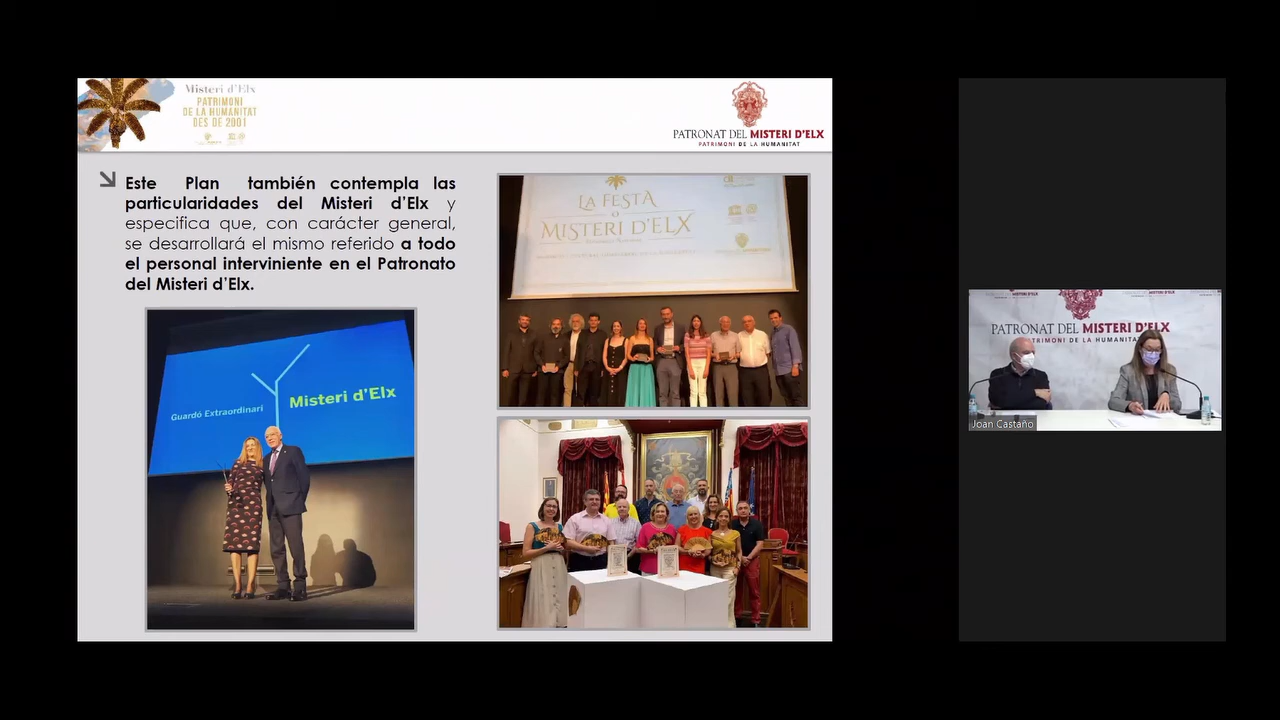 Misteri d'Elx
PATRIMONI
DE LA HUMANITAT
DES DE 2001
PATRONAT DEL MISTERI D'ELX
PATRIMONI DE LA HUMANITAT
Este Plan también contempla las
particularidades del Misteri d'Elx y
especifica que, con carácter general,
se desarrollará el mismo referido a todo
el personal interviniente en el Patronato
del Misteri d'Elx.
LA FESTA
O
MISTERI D'ELX
Guardó Extraordinari
Misteri d'Elx
PATRONAT DEL MISTERI D'ELX
PATRIMONI DE LA HUMANITAT
Joan Castaño